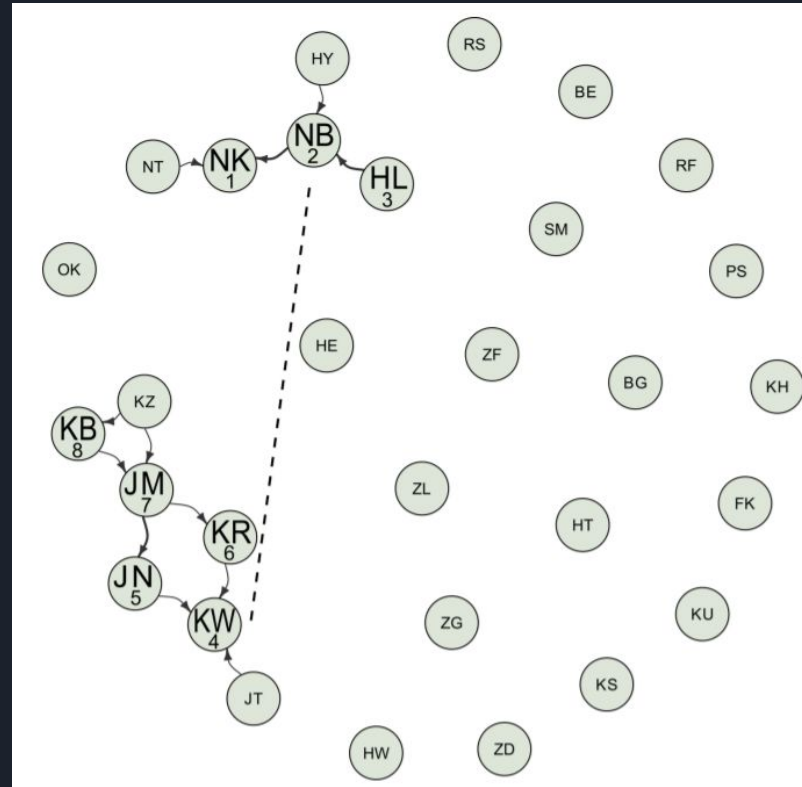 RS
HY
BE
NB
2
NK
1
NT
RF
HL
3
SM
OK
PS
HE
ZF
BG
KH
KZ
KB
8
JM
7
ZL
FK
HT
KR
6
JN
5
KW
4
ZG
KU
KS
JT
HW
ZD